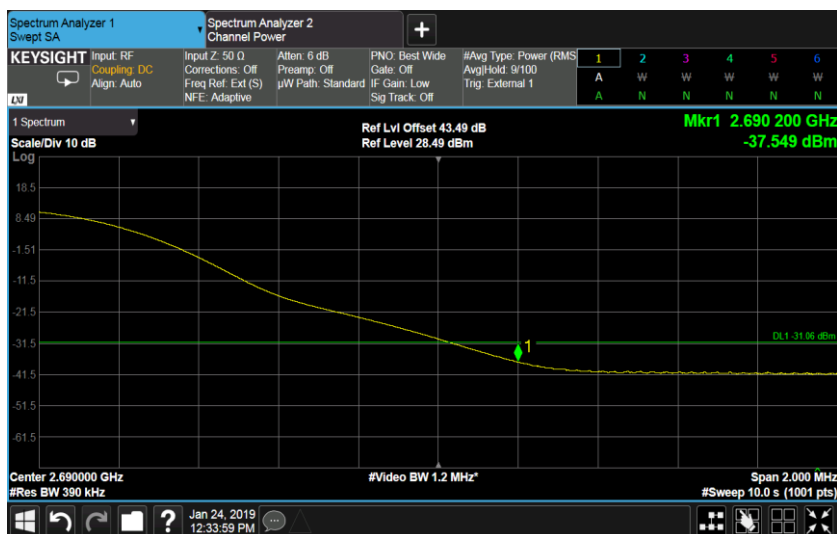 Spectrum Analyzer 1
Swept SA
Spectrum Analyzer 2
Channel Power
KEYSIGHT
LXI
Input: RF
Coupling: DC
Align: Auto
Input Z: 50 Ω
Corrections: Off
Freq Ref: Ext (S)
NFE: Adaptive
Atten: 6 dB
Preamp: Off
µW Path: Standard
PNO: Best Wide
Gate: Off
IF Gain: Low
Sig Track: Off
#Avg Type: Power (RMS
Avg|Hold: 9/100
Trig: External 1
1 2 3 4 5 6
A W W W W W
A N N N N N
1 Spectrum
Scale/Div 10 dB
Log
Ref Lvl Offset 43.49 dB
Ref Level 28.49 dBm
Mkr1 2.690 200 GHz
-37.549 dBm
18.5
8.49
-1.51
-11.5
-21.5
-31.5
-41.5
-51.5
-61.5
DL1 -31.06 dBm
1
Center 2.690000 GHz
#Res BW 390 kHz
#Video BW 1.2 MHz*
Span 2.000 MHz
#Sweep 10.0 s (1001 pts)
?
Jan 24, 2019
12:33:59 PM